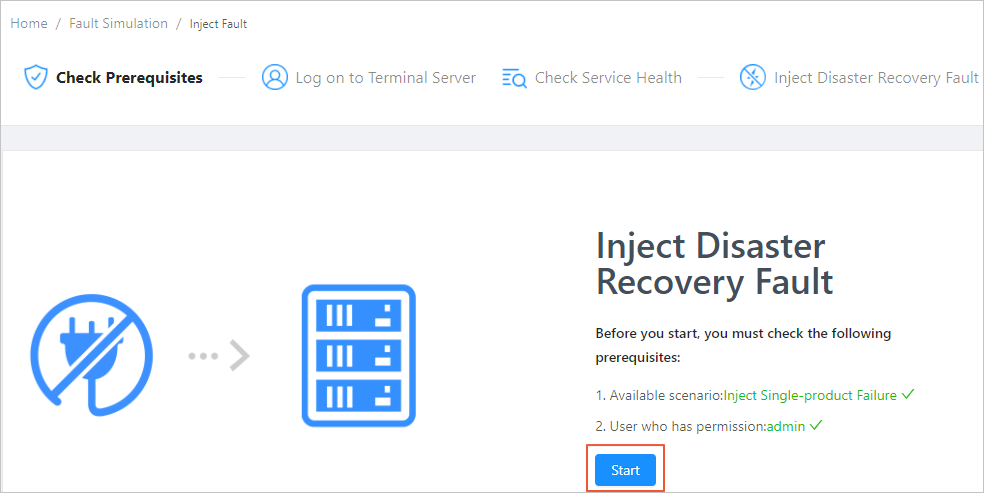 Home / Fault Simulation / Inject Fault
Check Prerequisites
Log on to Terminal Server
Check Service Health
Inject Disaster Recovery Fault
Inject Disaster
Recovery Fault
Before you start, you must check the following
prerequisites:
1. Available scenario:Inject Single-product Failure
2. User who has permission:admin
Start